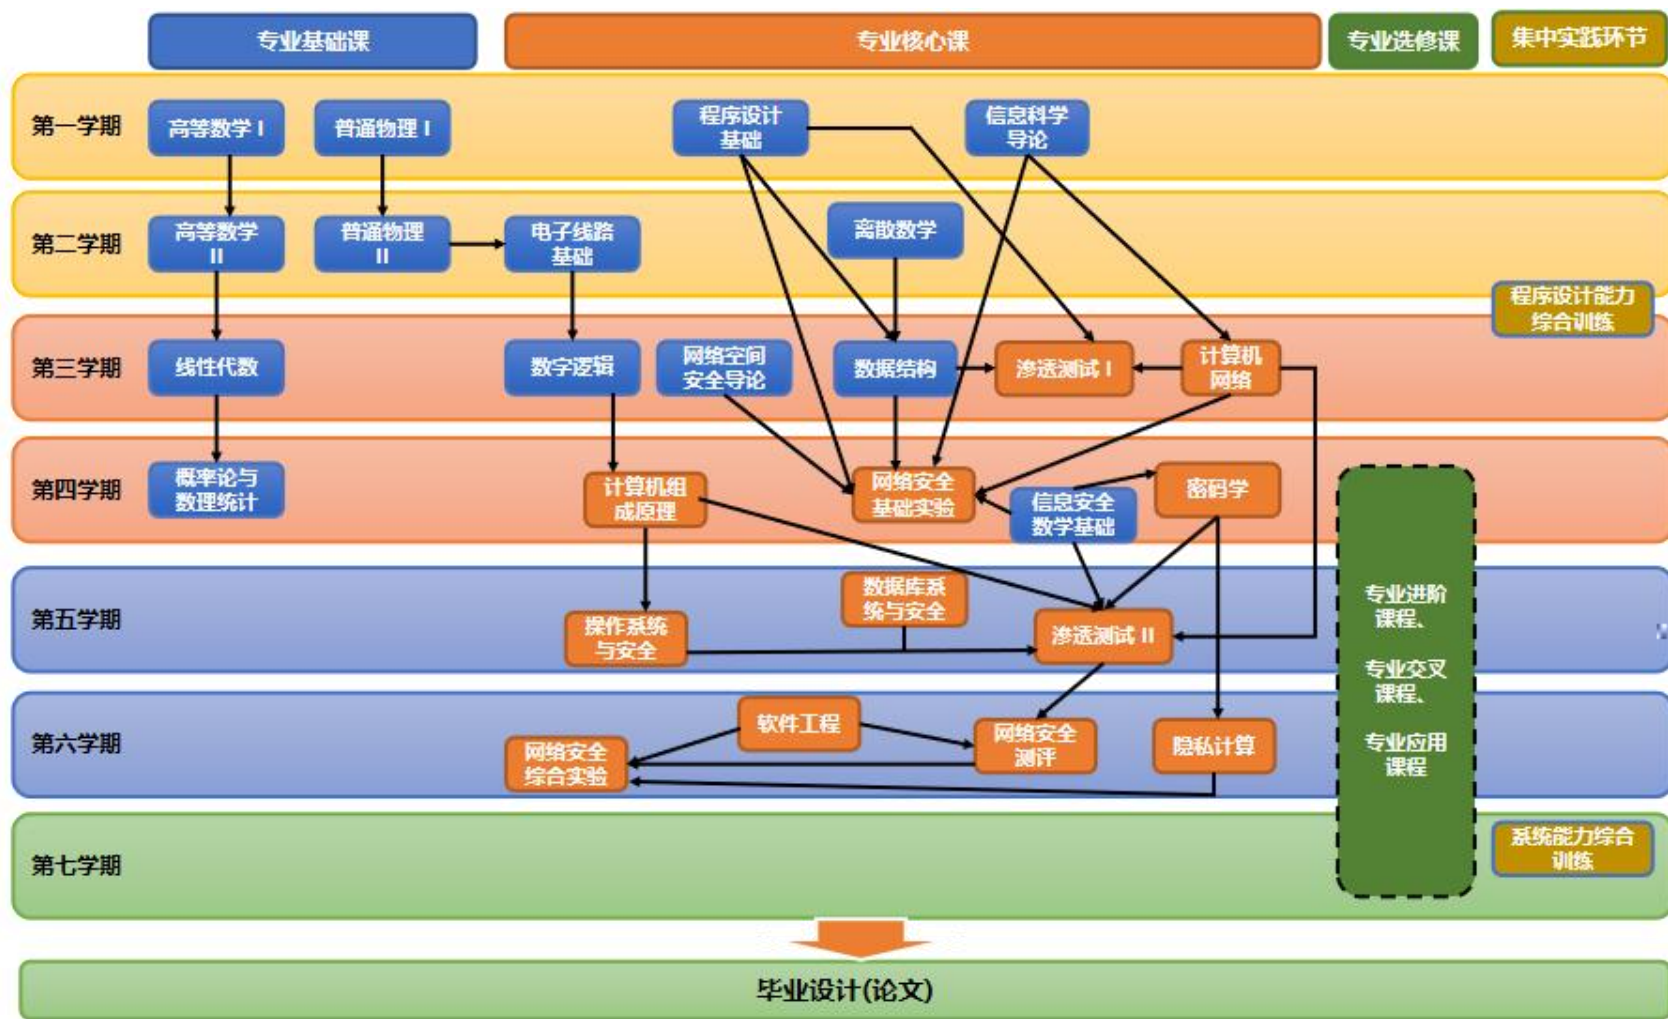 专业基础课
专业核心课
专业选修课
集中实践环节
第一学期
高等数学 I
普通物理 I
程序设计
基础
信息科学
导论
第二学期
高等数学
II
普通物理
II
电子线路
基础
离散数学
程序设计能力
综合训练
第三学期
线性代数
数字逻辑
网络空间
安全导论
数据结构
渗透测试 I
计算机
网络
第四学期
概率论与
数理统计
计算机组
成原理
网络安全
基础实验
信息安全
数学基础
密码学
第五学期
操作系统
与安全
数据库系
统与安全
渗透测试 II
专业进阶
课程、
专业交叉
课程、
专业应用
课程
第六学期
网络安全
综合实验
软件工程
网络安全
测评
隐私计算
第七学期
系统能力综合
训练
毕业设计(论文)